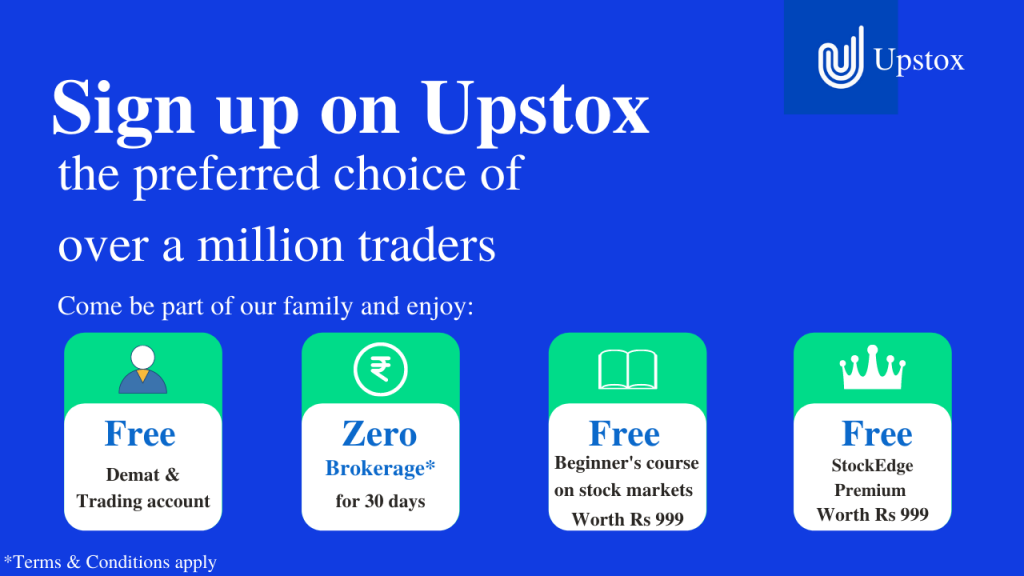 Upstox
Sign up on Upstox
the preferred choice of
over a million traders
Come be part of our family and enjoy:
₹
Free
Demat &
Trading account
Zero
Brokerage*
for 30 days
Free
Beginner's course
on stock markets
Worth Rs 999
Free
StockEdge
Premium
Worth Rs 999
*Terms & Conditions apply